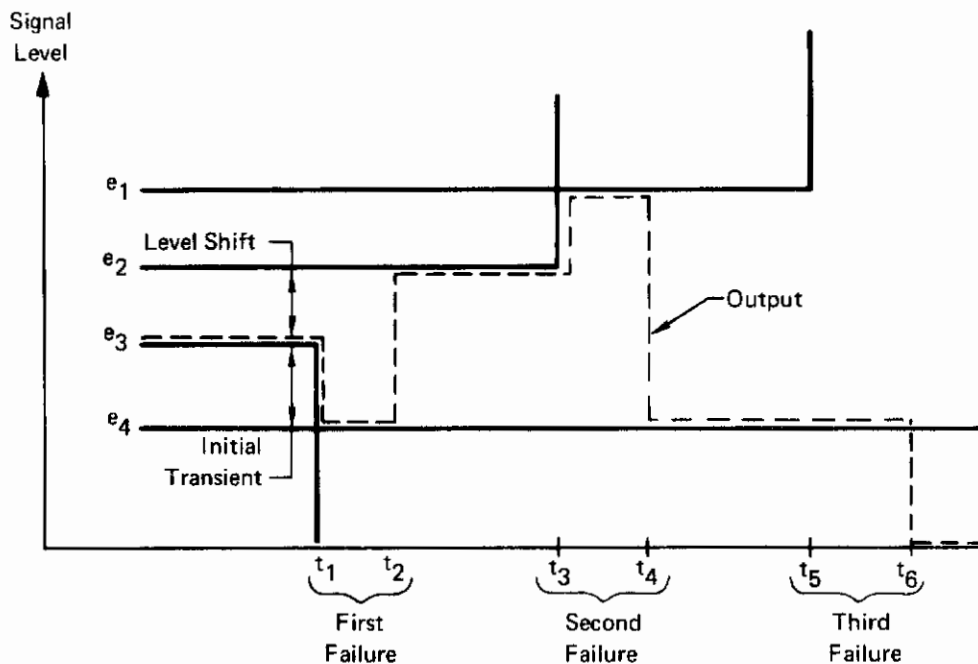 Signal
Level
e1
Level Shift
e2
Output
e3
e4
Initial
Transient
t1 t2 t3 t4 t5 t6
First
Failure
Second
Failure
Third
Failure